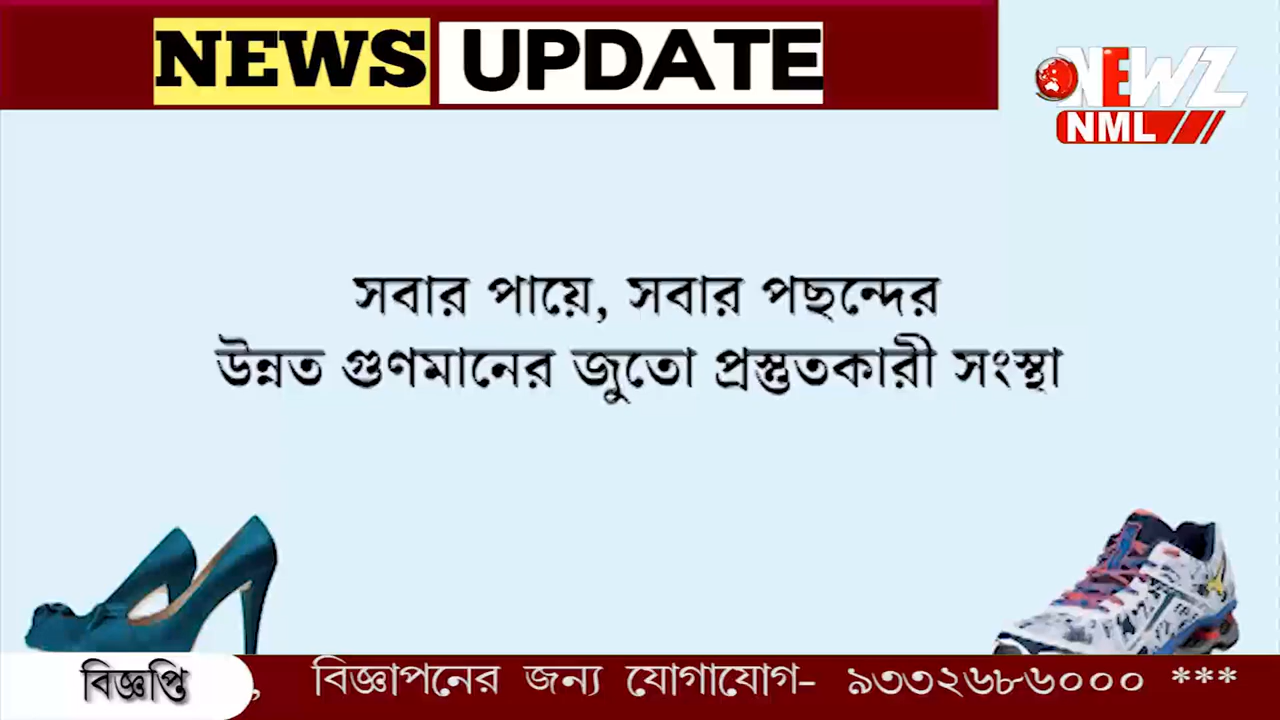 NEWS UPDATE
NEWZ
NML
সবার পায়ে, সবার পছন্দের
উন্নত গুণমানের জুতো প্রস্তুতকারী সংস্থা
বিজ্ঞপ্তি , বিজ্ঞাপনের জন্য যোগাযোগ- ৯৩৩২৬৮৬০০০ ***